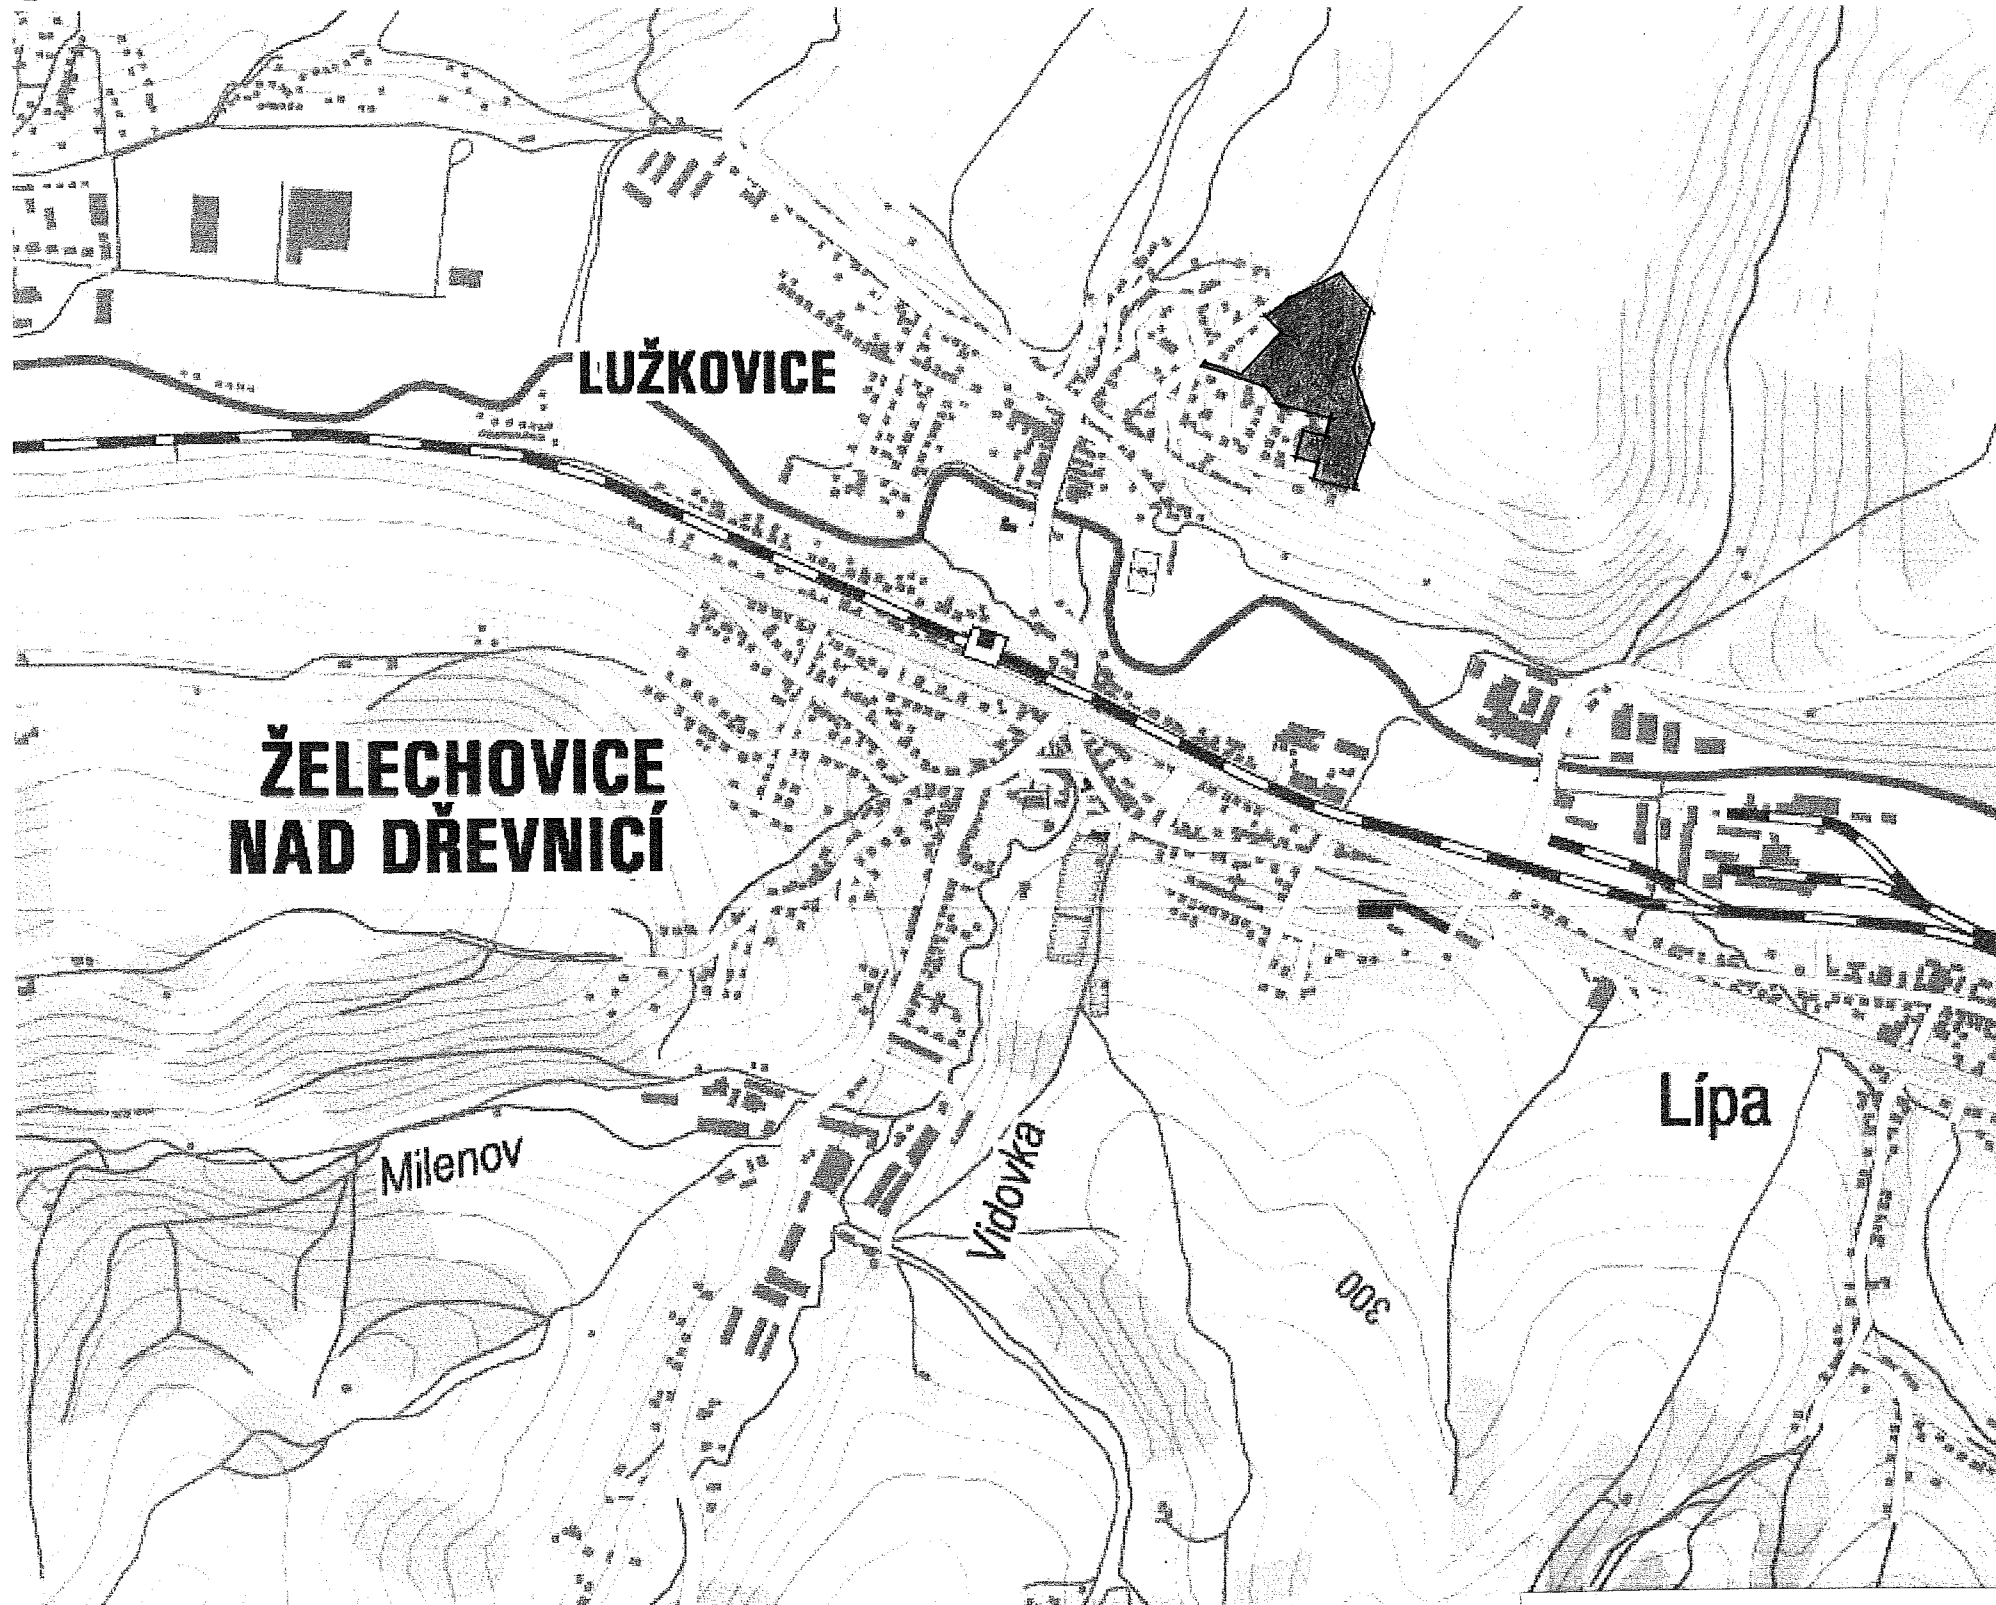 LUŽKOVICE
ŽELECHOVICE
NAD DŘEVNICÍ
Lípa
Milenov
Vidovka
300